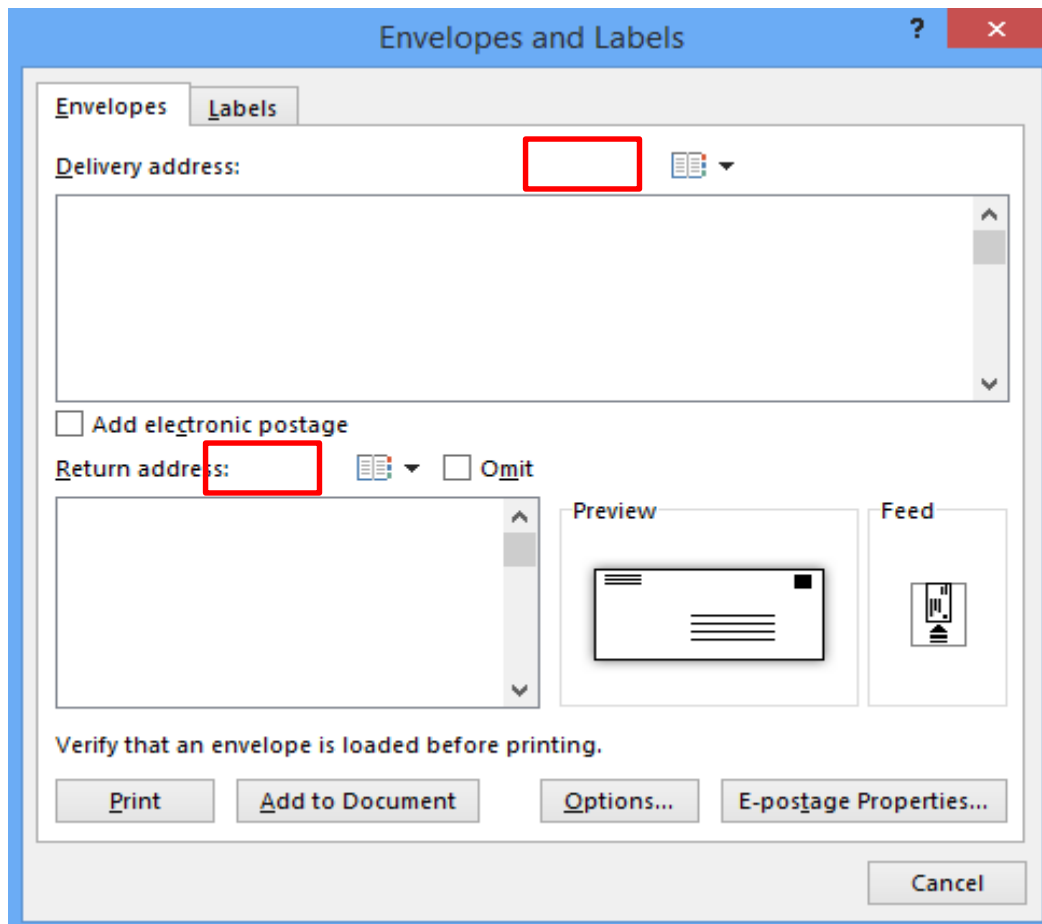 Envelopes and Labels
?
Envelopes Labels
Delivery address:
Add electronic postage
Return address: Omit
Preview Feed
Verify that an envelope is loaded before printing.
Print Add to Document Options... E-postage Properties...
Cancel